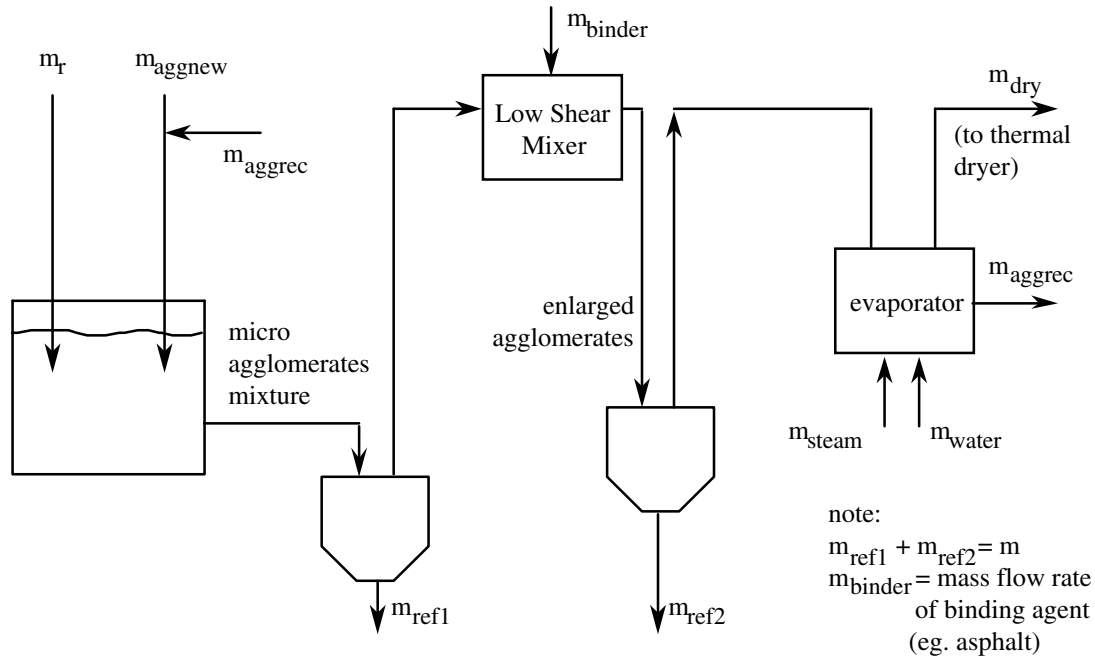 m_r
m_aggnew
m_aggrec
m_binder
Low Shear
Mixer
m_dry
(to thermal
dryer)
m_aggrec
evaporator
enlarged
agglomerates
micro
agglomerates
mixture
m_steam
m_water
m_ref1
m_ref2
note:
m_ref1 + m_ref2 = m
m_binder = mass flow rate
of binding agent
(eg. asphalt)